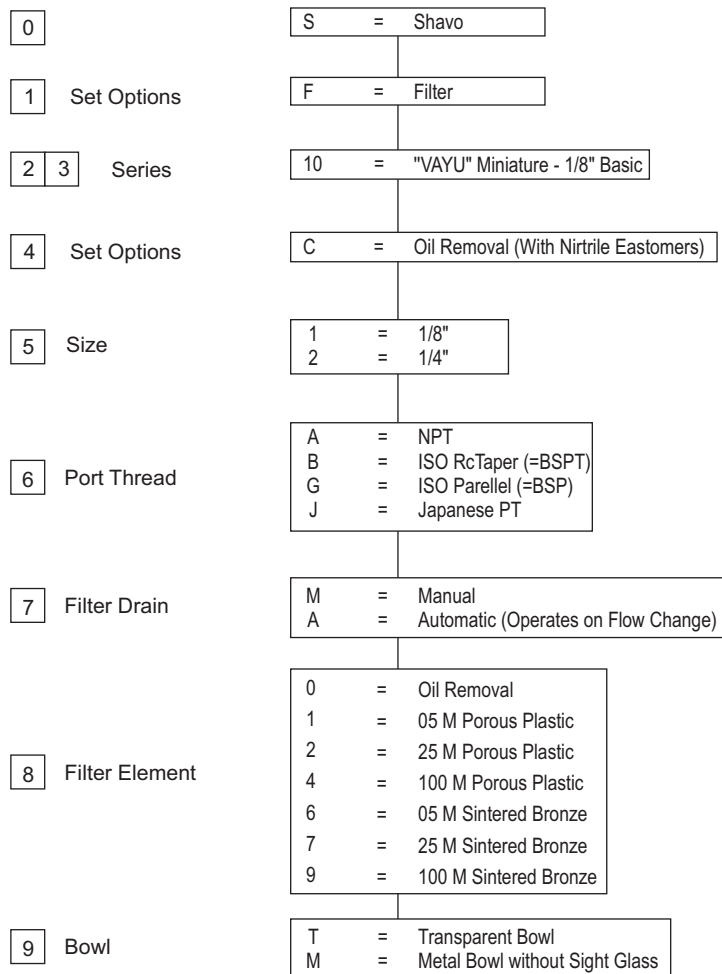 0 S = Shavo
1 Set Options F = Filter
2 3 Series 10 = "VAYU" Miniature - 1/8" Basic
4 Set Options C = Oil Removal (With Nirtrile Eastomers)
5 Size 1 = 1/8"
2 = 1/4"
6 Port Thread A = NPT
B = ISO RcTaper (=BSPT)
G = ISO Parellel (=BSP)
J = Japanese PT
7 Filter Drain M = Manual
A = Automatic (Operates on Flow Change)
8 Filter Element 0 = Oil Removal
1 = 05 M Porous Plastic
2 = 25 M Porous Plastic
4 = 100 M Porous Plastic
6 = 05 M Sintered Bronze
7 = 25 M Sintered Bronze
9 = 100 M Sintered Bronze
9 Bowl T = Transparent Bowl
M = Metal Bowl without Sight Glass